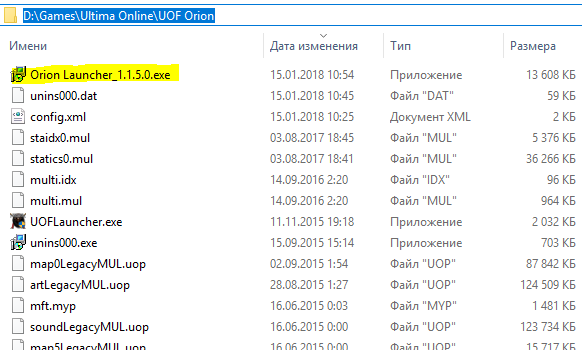 D:\Games\Ultima Online\UOF Orion
Имени Дата изменения Тип Размера
Orion Launcher_1.1.5.0.exe 15.01.2018 10:54 Приложение 13 608 КБ
unins000.dat 15.01.2018 10:45 Файл "DAT" 59 КБ
config.xml 15.01.2018 10:25 Документ XML 2 КБ
staidx0.mul 03.08.2017 18:41 Файл "MUL" 5 376 КБ
statics0.mul 03.08.2017 18:41 Файл "MUL" 36 266 КБ
multi.idx 14.09.2016 2:20 Файл "IDX" 96 КБ
multi.mul 14.09.2016 2:20 Файл "MUL" 964 КБ
UOFLauncher.exe 11.11.2015 19:18 Приложение 2 032 КБ
unins000.exe 15.09.2015 15:14 Приложение 703 КБ
map0LegacyMUL.uop 02.09.2015 1:54 Файл "UOP" 87 842 КБ
artLegacyMUL.uop 28.08.2015 1:27 Файл "UOP" 124 509 КБ
mft.myp 16.06.2015 0:03 Файл "MYP" 1 481 КБ
soundLegacyMUL.uop 16.06.2015 0:00 Файл "UOP" 123 734 КБ
map5LegacyMUL.uop 16.06.2015 0:00 Файл "UOP" 15 717 КБ